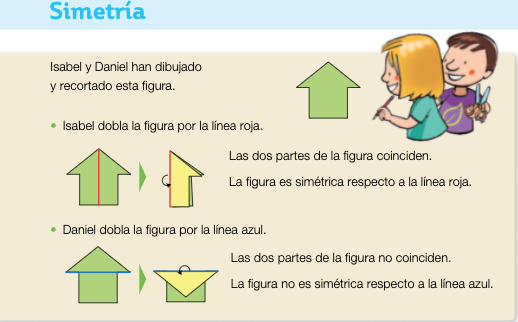 Simetría
Isabel y Daniel han dibujado
y recortado esta figura.
• Isabel dobla la figura por la línea roja.
Las dos partes de la figura coinciden.
La figura es simétrica respecto a la línea roja.
• Daniel dobla la figura por la línea azul.
Las dos partes de la figura no coinciden.
La figura no es simétrica respecto a la línea azul.